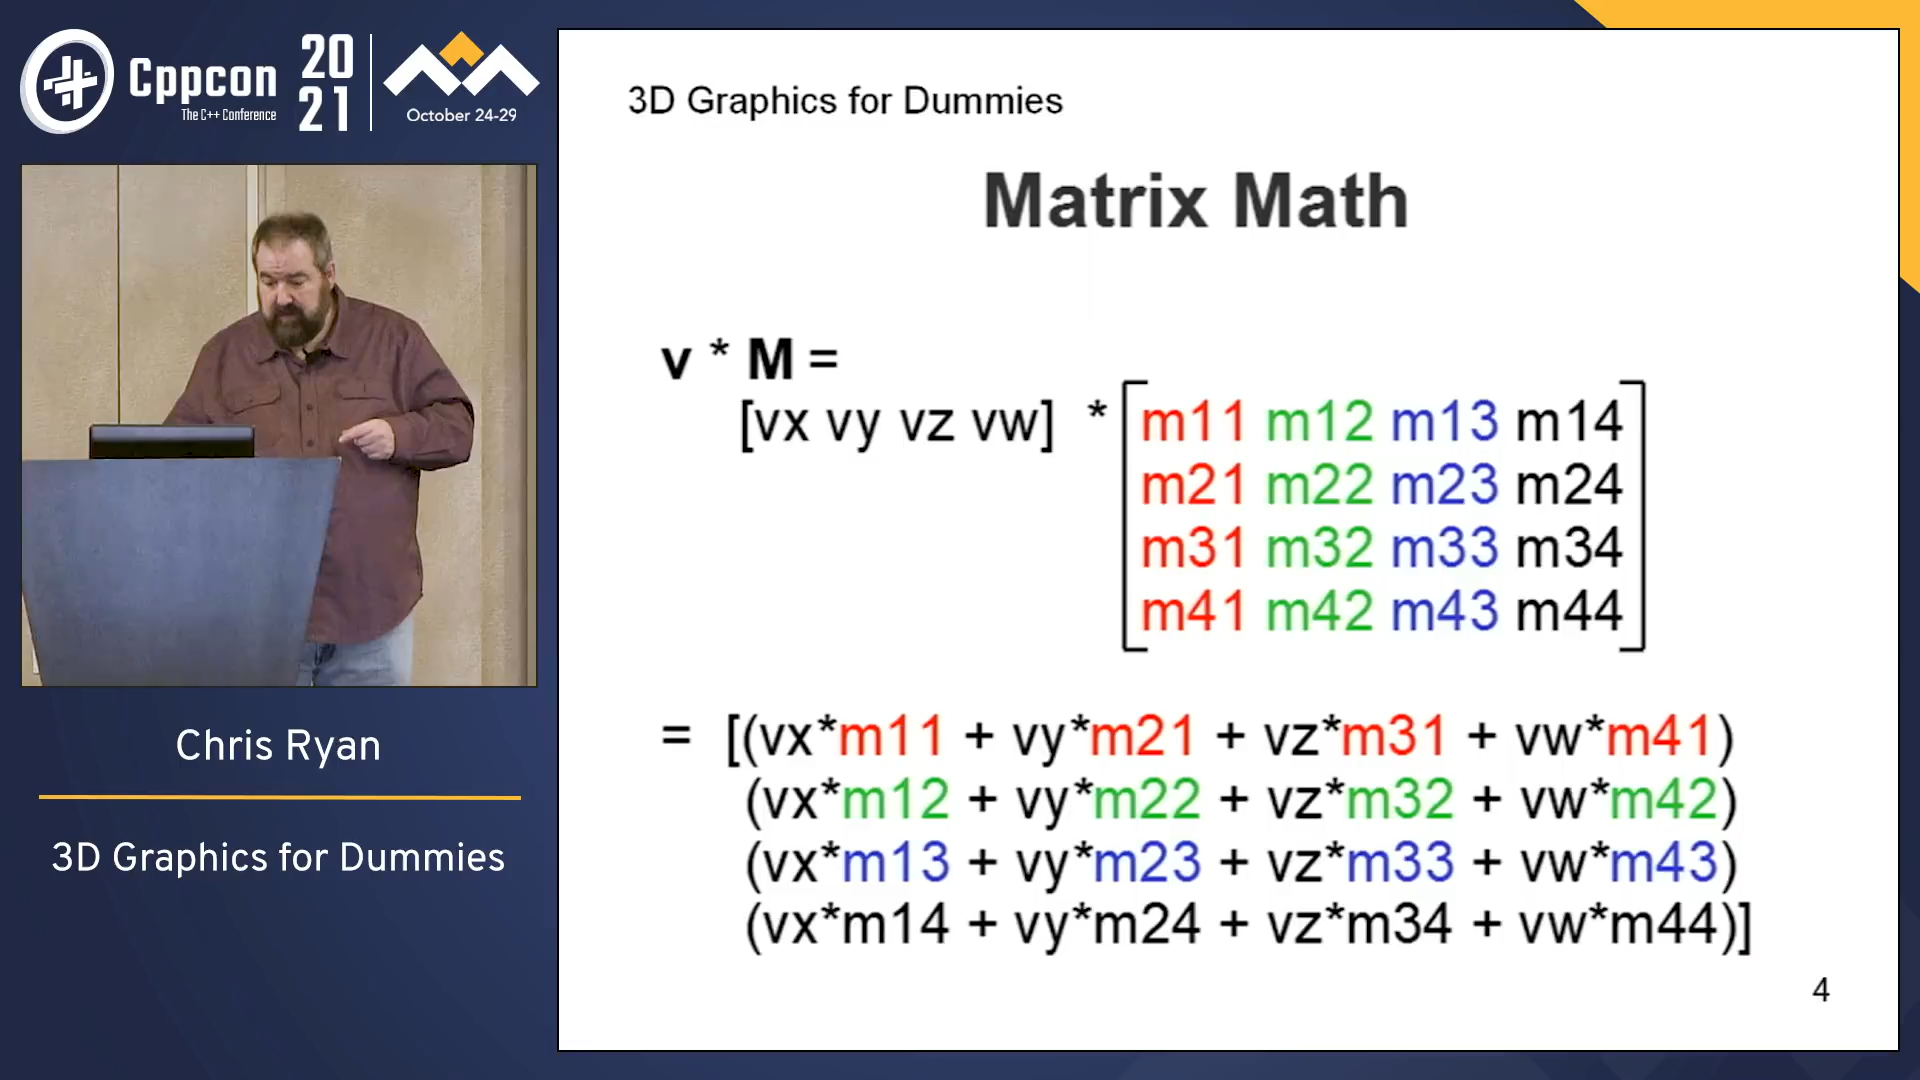 Cppcon
The C++ Conference
20
21
October 24-29
3D Graphics for Dummies
Matrix Math
v * M =
[vx vy vz vw] * [m11 m12 m13 m14
m21 m22 m23 m24
m31 m32 m33 m34
m41 m42 m43 m44]
= [(vx*m11 + vy*m21 + vz*m31 + vw*m41)
(vx*m12 + vy*m22 + vz*m32 + vw*m42)
(vx*m13 + vy*m23 + vz*m33 + vw*m43)
(vx*m14 + vy*m24 + vz*m34 + vw*m44)]
4
Chris Ryan
3D Graphics for Dummies